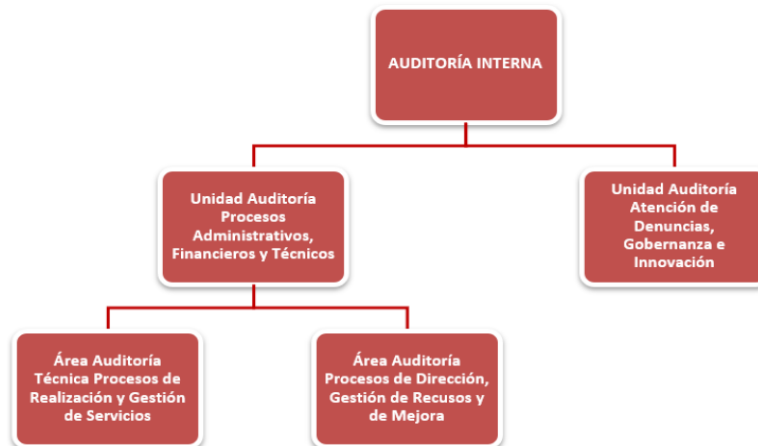 AUDITORÍA INTERNA
Unidad Auditoría
Procesos
Administrativos,
Financieros y Técnicos
Unidad Auditoría
Atención de
Denuncias,
Gobernanza e
Innovación
Área Auditoría
Técnica Procesos de
Realización y Gestión
de Servicios
Área Auditoría
Procesos de Dirección,
Gestión de Recusos y
de Mejora